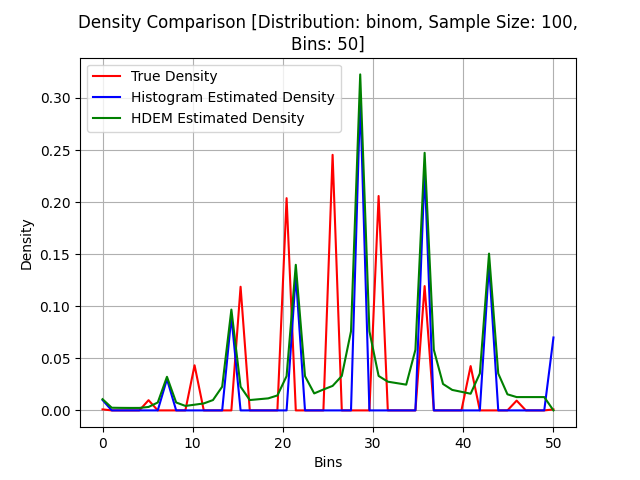 Density Comparison [Distribution: binom, Sample Size: 100,
Bins: 50]
True Density
Histogram Estimated Density
HDEM Estimated Density
0.30
0.25
0.20
0.15
0.10
0.05
0.00
Density
0 10 20 30 40 50
Bins